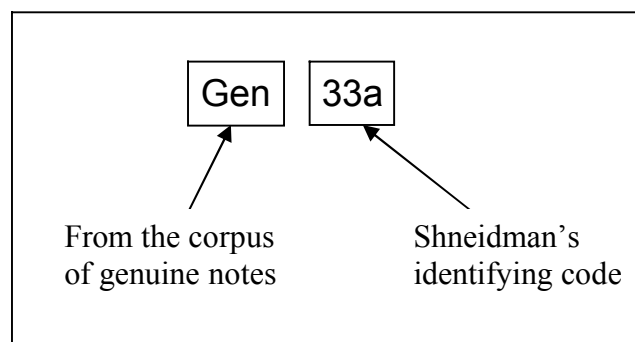 Gen 33a
From the corpus
of genuine notes
Shneidman's
identifying code